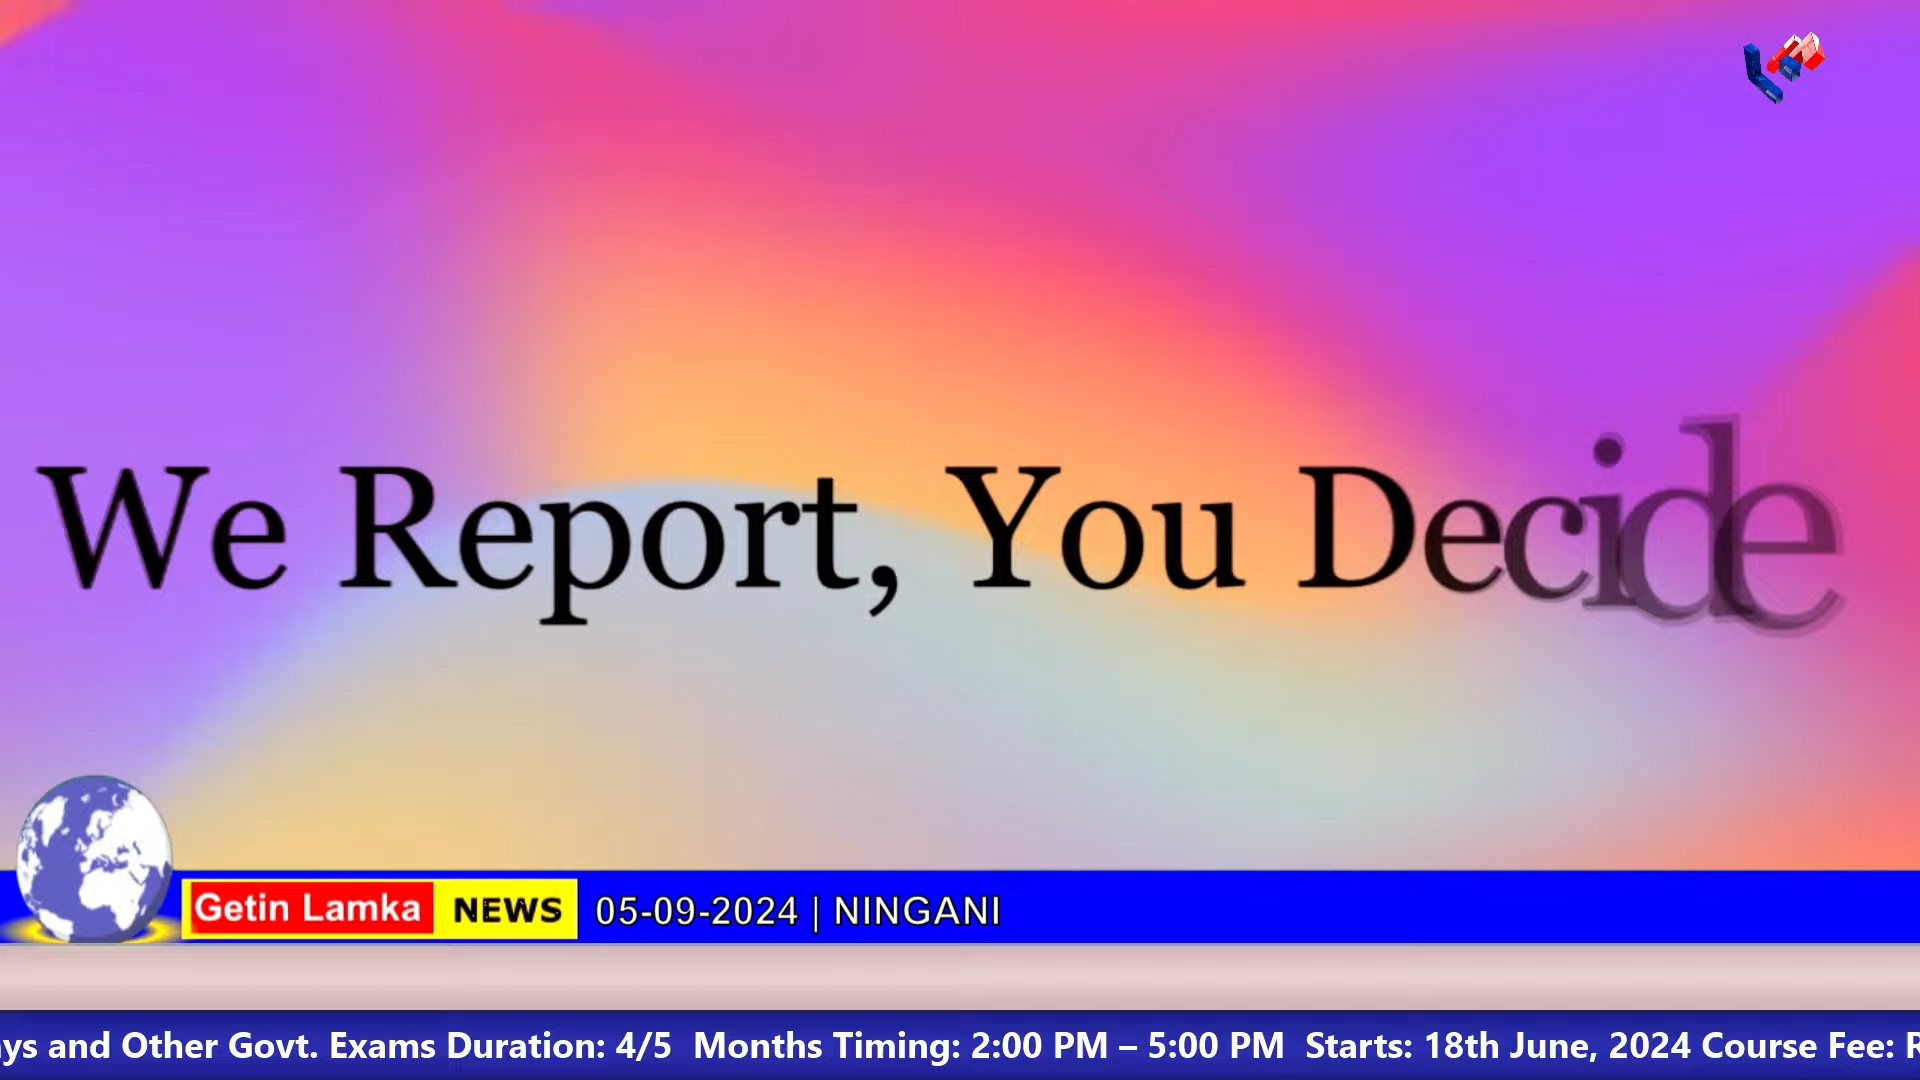 We Report, You Decide
Getin Lamka NEWS 05-09-2024 | NINGANI
and Other Govt. Exams Duration: 4/5 Months Timing: 2:00 PM – 5:00 PM Starts: 18th June, 2024 Course Fee: